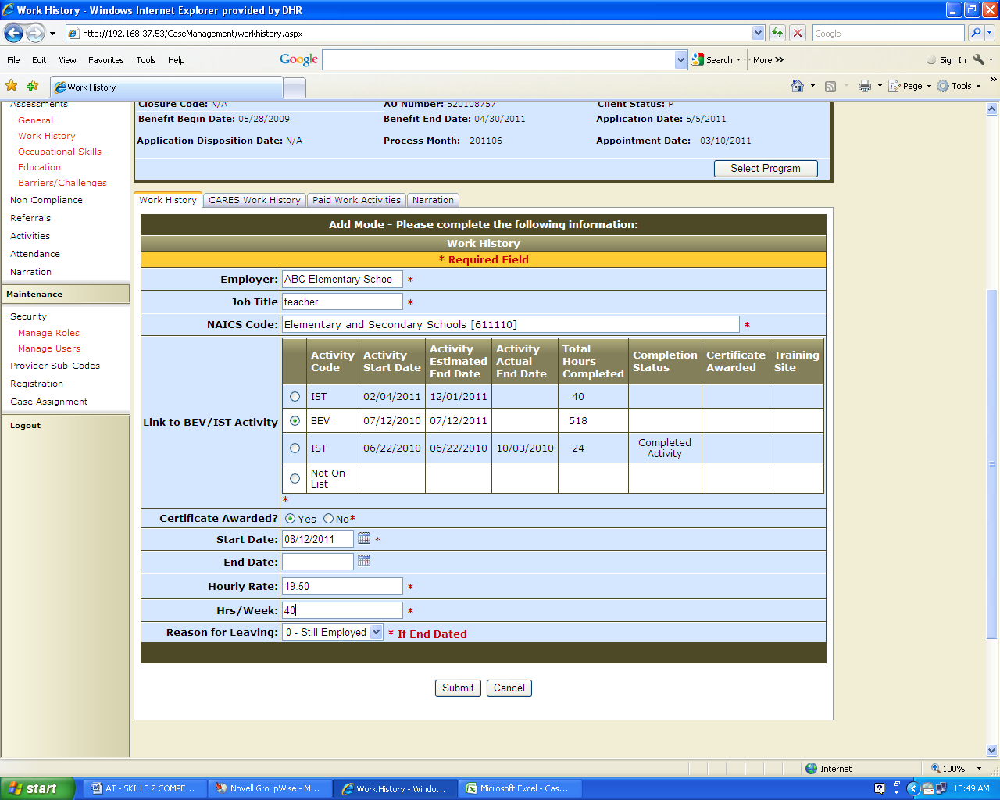 Work History - Windows Internet Explorer provided by DHR
http://192.168.37.53/CaseManagement/workhistory.aspx
Google
File Edit View Favorites Tools Help
Google Search More >> Sign In
Work History
Page Tools >>
Assessments
General
Work History
Occupational Skills
Education
Barriers/Challenges
Non Compliance
Referrals
Activities
Attendance
Narration
Maintenance
Security
Manage Roles
Manage Users
Provider Sub-Codes
Registration
Case Assignment
Logout
Closure Code: N/A AU Number: 520108757 Client Status: P
Benefit Begin Date: 05/28/2009 Benefit End Date: 04/30/2011 Application Date: 5/5/2011
Application Disposition Date: N/A Process Month: 201106 Appointment Date: 03/10/2011
Select Program
Work History CARES Work History Paid Work Activities Narration
Add Mode - Please complete the following information:
Work History
* Required Field
Employer: ABC Elementary Schoo *
Job Title teacher *
NAICS Code: Elementary and Secondary Schools [611110] *
Link to BEV/IST Activity
Activity Code Activity Start Date Activity Estimated End Date Activity Actual End Date Total Hours Completed Completion Status Certificate Awarded Training Site
IST 02/04/2011 12/01/2011 40
BEV 07/12/2010 07/12/2011 518
IST 06/22/2010 06/22/2010 10/03/2010 24 Completed Activity
Not On List
*
Certificate Awarded? Yes No*
Start Date: 08/12/2011 *
End Date:
Hourly Rate: 19.50 *
Hrs/Week: 40 *
Reason for Leaving: 0 - Still Employed * If End Dated
Submit Cancel
Internet 100%
start AT - SKILLS 2 COMPE... Novell GroupWise - M... Work History - Windo... Microsoft Excel - Cas... 10:49 AM